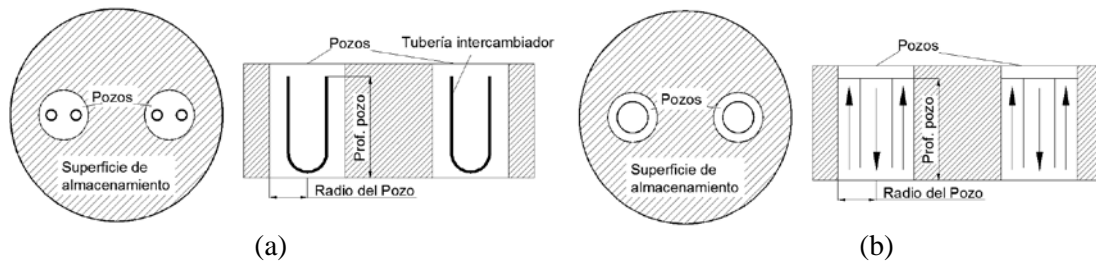 Pozos
Superficie de
almacenamiento
Tubería intercambiador
Pozos
Prof. pozo
Radio del Pozo
(a)
Pozos
Superficie de
almacenamiento
Pozos
Prof. pozo
Radio del Pozo
(b)